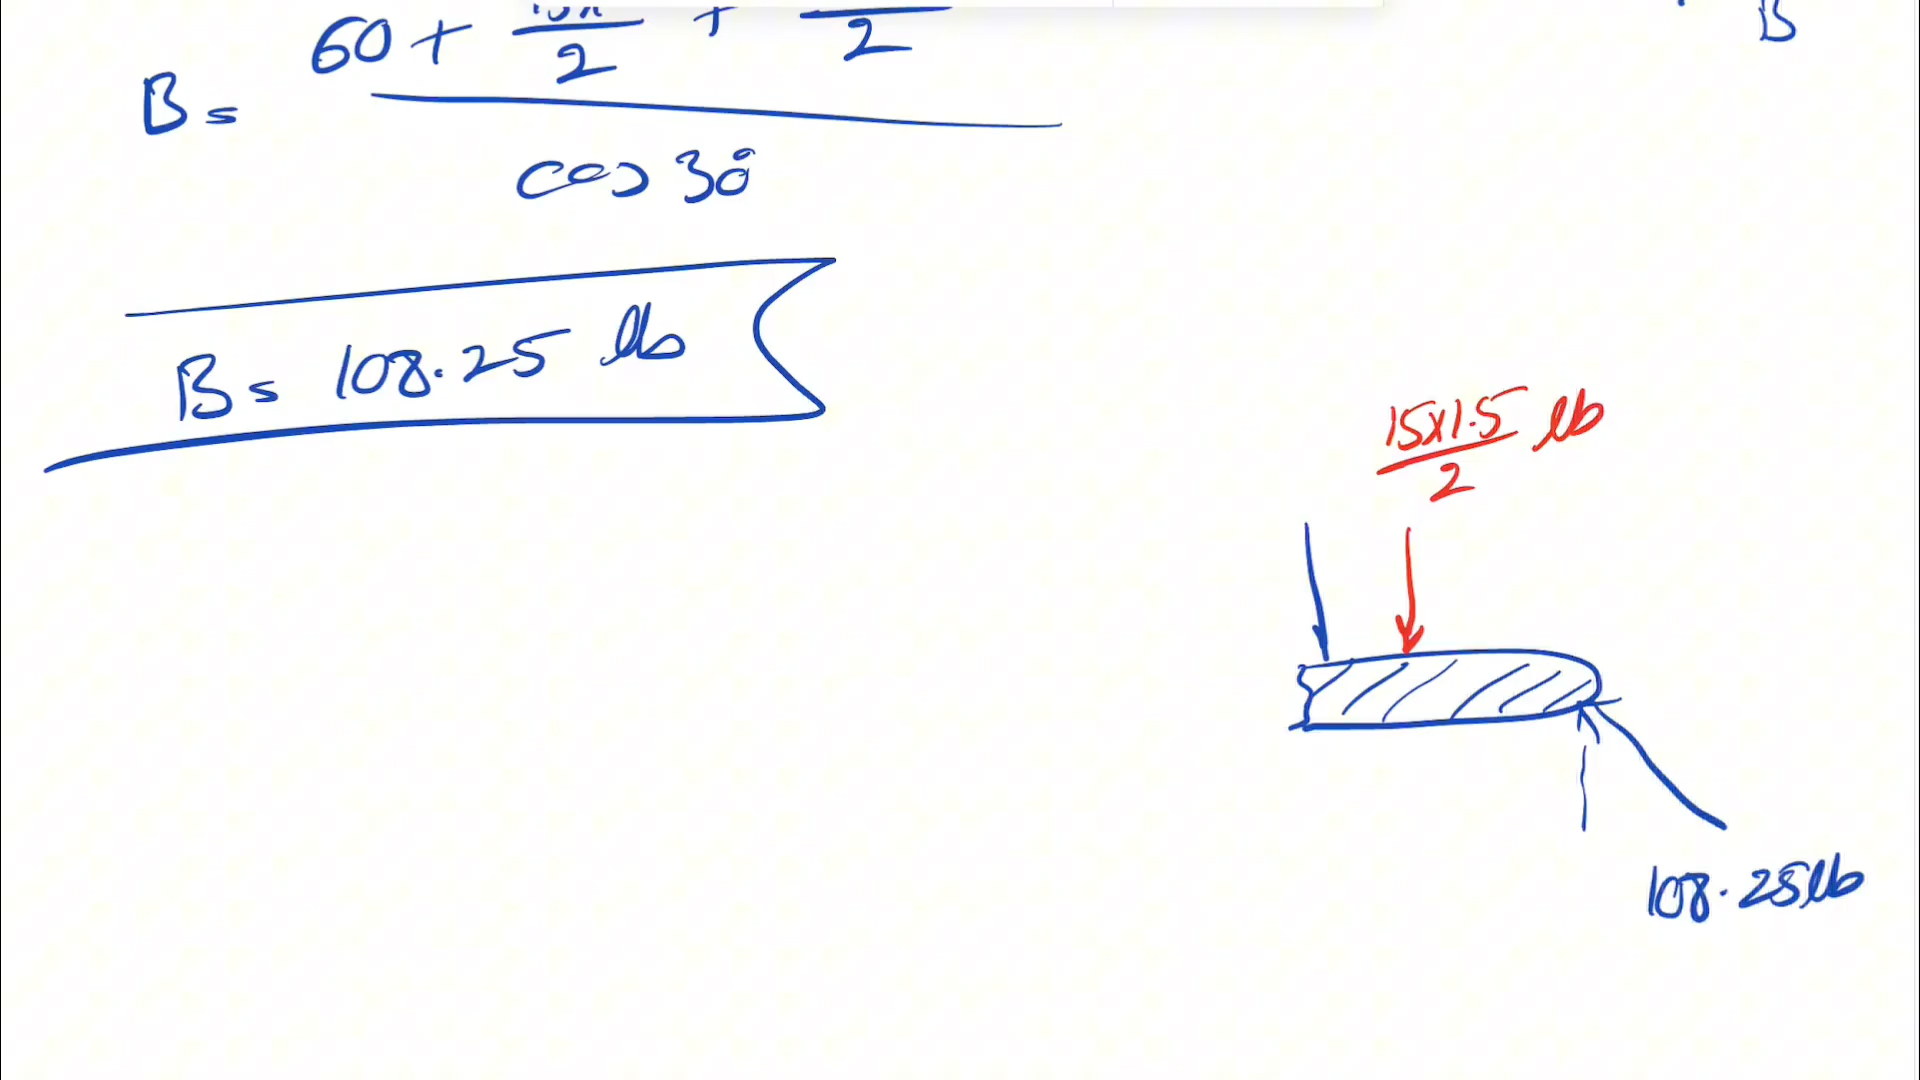 60 + 
/2 + /2
B =
cos 30°
B = 108.25 lb
15x1.5/2 lb
108.25lb
B